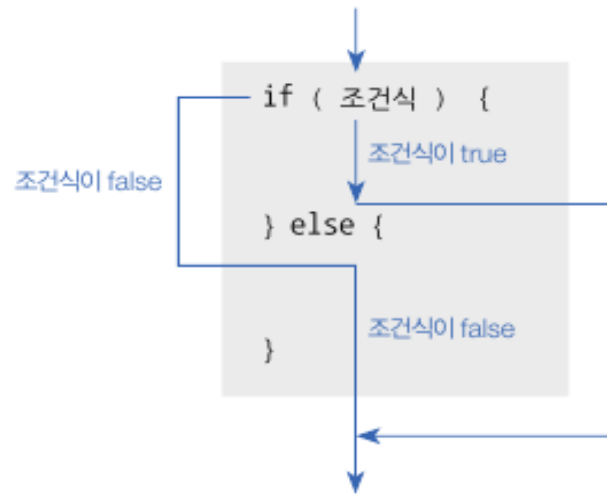 if ( 조건식 ) {
조건식이 true
조건식이 false
} else {
조건식이 false
}